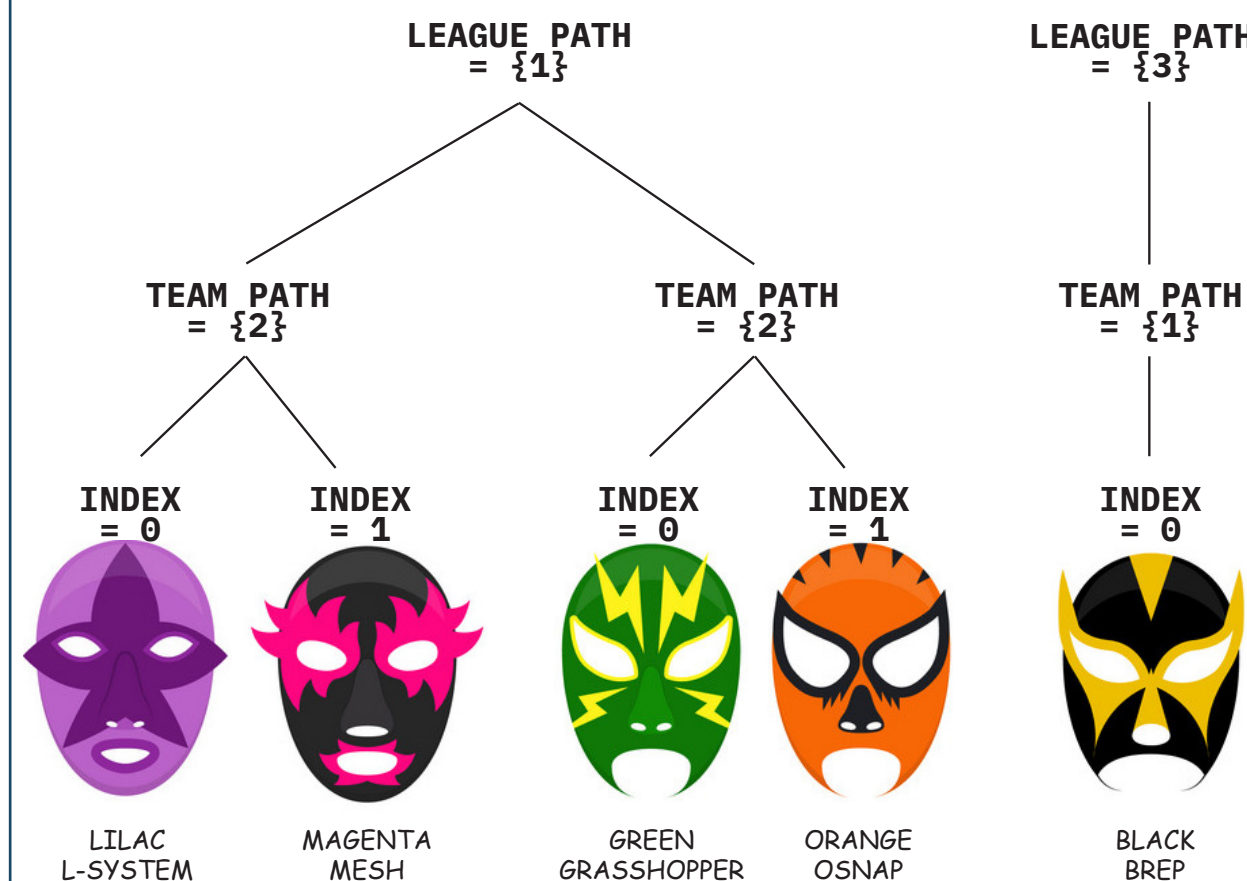 LEAGUE PATH
= {1}
LEAGUE PATH
= {3}
TEAM PATH
= {2}
TEAM PATH
= {2}
TEAM PATH
= {1}
INDEX
= 0
INDEX
= 1
INDEX
= 0
INDEX
= 1
INDEX
= 0
LILAC
L-SYSTEM
MAGENTA
MESH
GREEN
GRASSHOPPER
ORANGE
OSNAP
BLACK
BREP